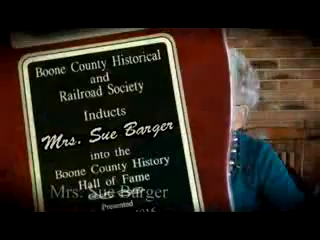 Boone County Historical
and
Railroad Society
Inducts
Mrs. Sue Barger
into the
Boone County History
Hall of Fame
Mrs. Sue Barger
Presented